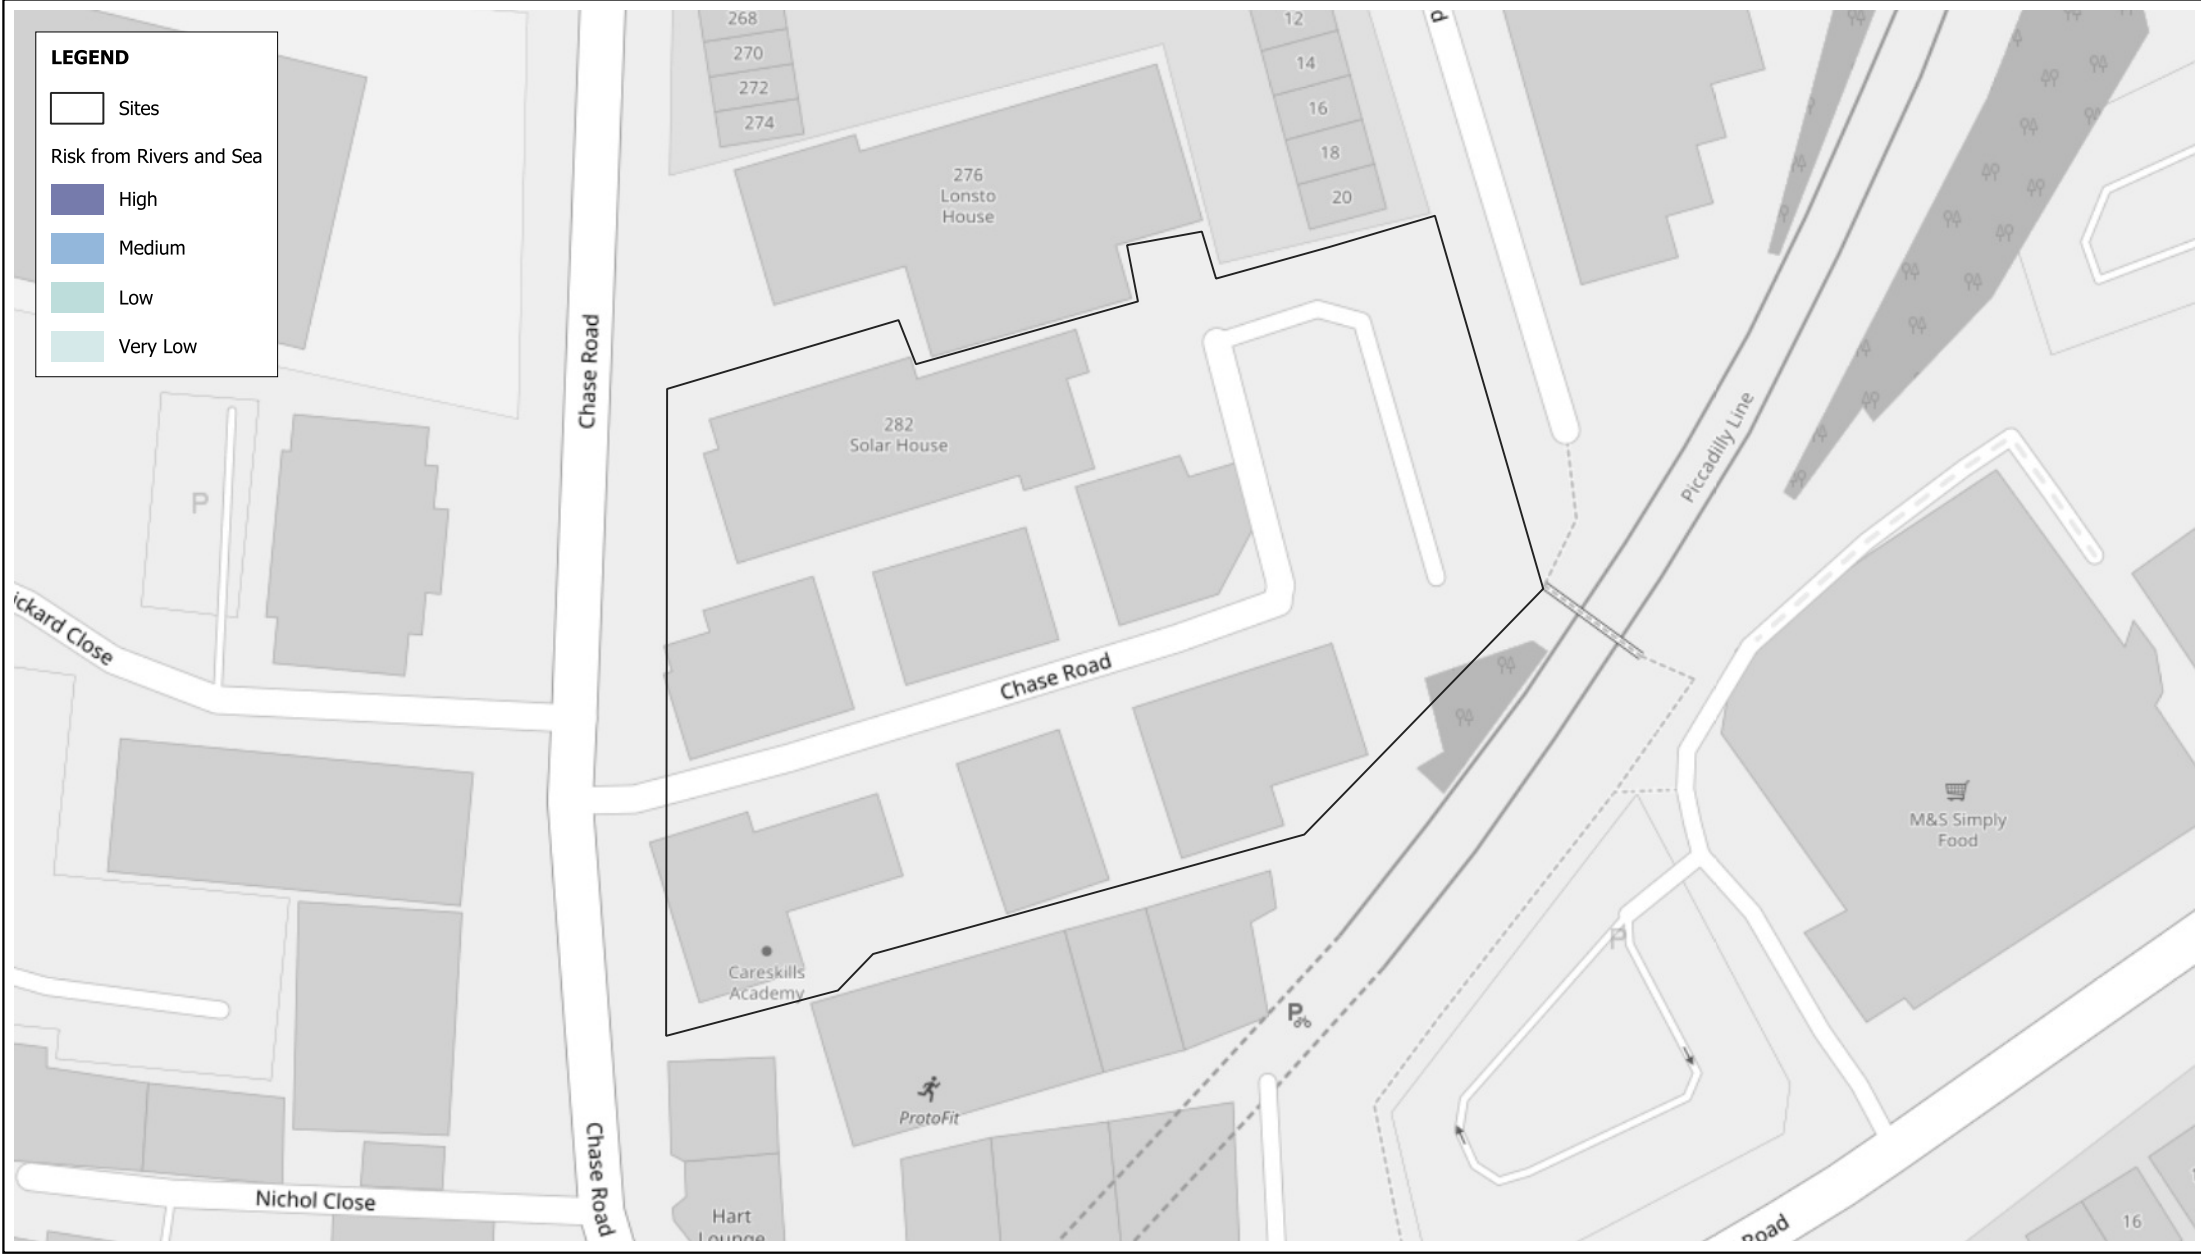 LEGEND
Sites
Risk from Rivers and Sea
High
Medium
Low
Very Low
268
270
272
274
276
Lonsto
House
12
14
16
18
20
P
Chase Road
282
Solar House
Piccadilly Line
P
ickard Close
Chase Road
M&S Simply
Food
Careskills
Academy
P
P
ProtoFit
Nichol Close
Chase Road
Hart
Lounge
Road
16